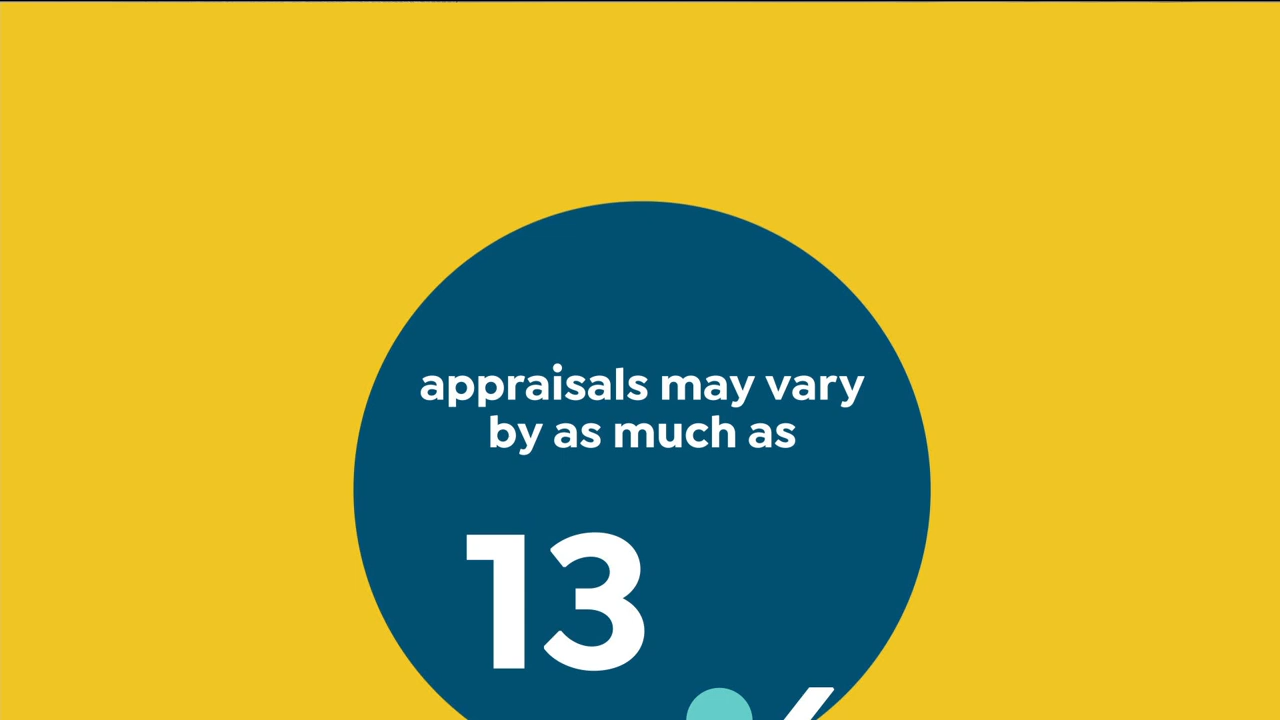 appraisals may vary
by as much as
13
%